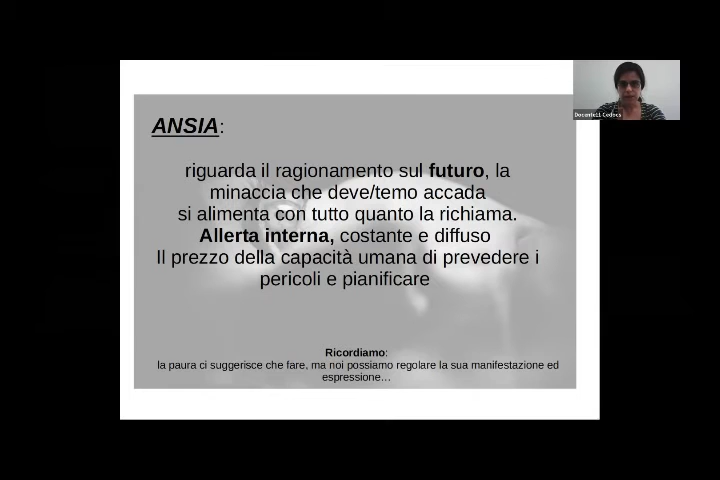 Docente11 Cedocs
ANSIA:
riguarda il ragionamento sul futuro, la
minaccia che deve/temo accada
si alimenta con tutto quanto la richiama.
Allerta interna, costante e diffuso
Il prezzo della capacità umana di prevedere i
pericoli e pianificare
Ricordiamo:
la paura ci suggerisce che fare, ma noi possiamo regolare la sua manifestazione ed
espressione...